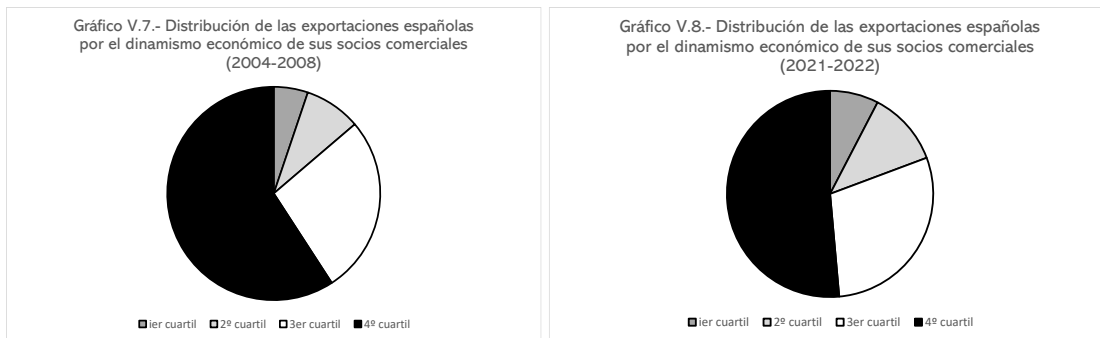 Gráfico V.7.- Distribución de las exportaciones españolas
por el dinamismo económico de sus socios comerciales
(2004-2008)
ier cuartil 2º cuartil 3er cuartil 4º cuartil
Gráfico V.8.- Distribución de las exportaciones españolas
por el dinamismo económico de sus socios comerciales
(2021-2022)
ier cuartil 2º cuartil 3er cuartil 4º cuartil